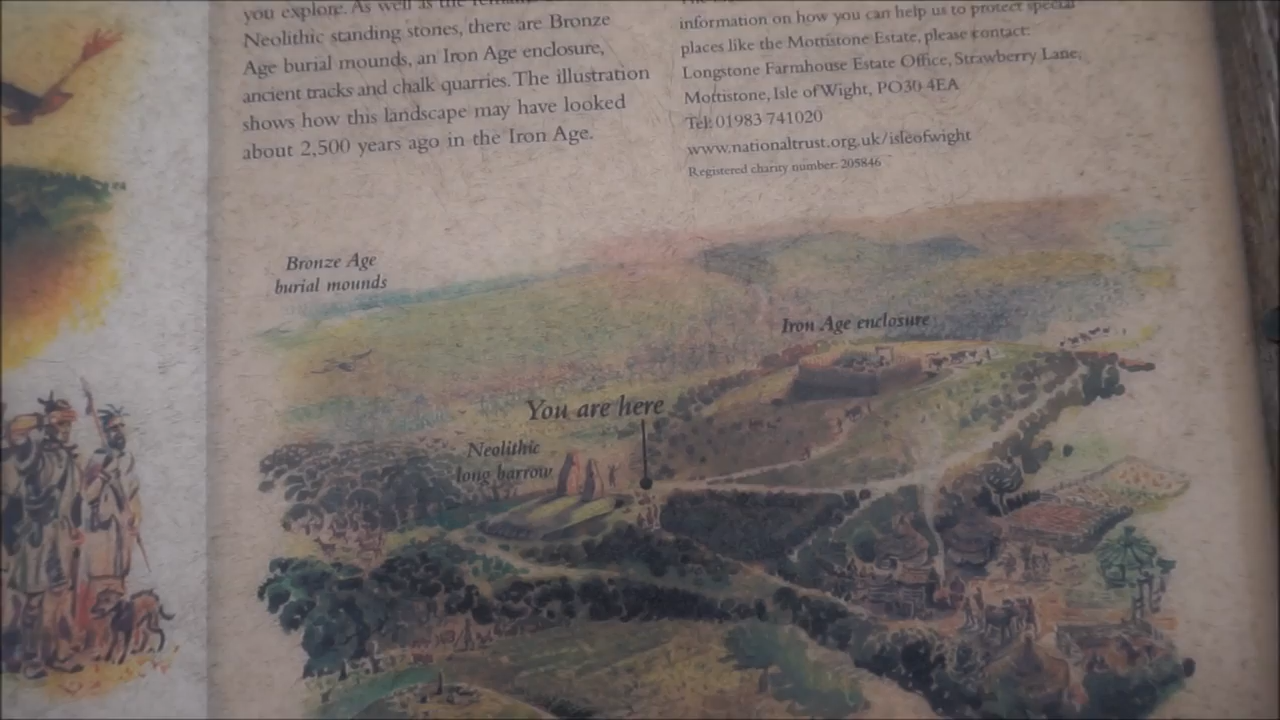 you explore. As well as the
Neolithic standing stones, there are Bronze
Age burial mounds, an Iron Age enclosure,
ancient tracks and chalk quarries. The illustration
shows how this landscape may have looked
about 2,500 years ago in the Iron Age.
information on how you can help us to protect special
places like the Mottistone Estate, please contact:
Longstone Farmhouse Estate Office, Strawberry Lane,
Mottistone, Isle of Wight, PO30 4EA
Tel: 01983 741020
www.nationaltrust.org.uk/isleofwight
Registered charity number: 205846
Bronze Age
burial mounds
Iron Age enclosure
You are here
Neolithic
long barrow